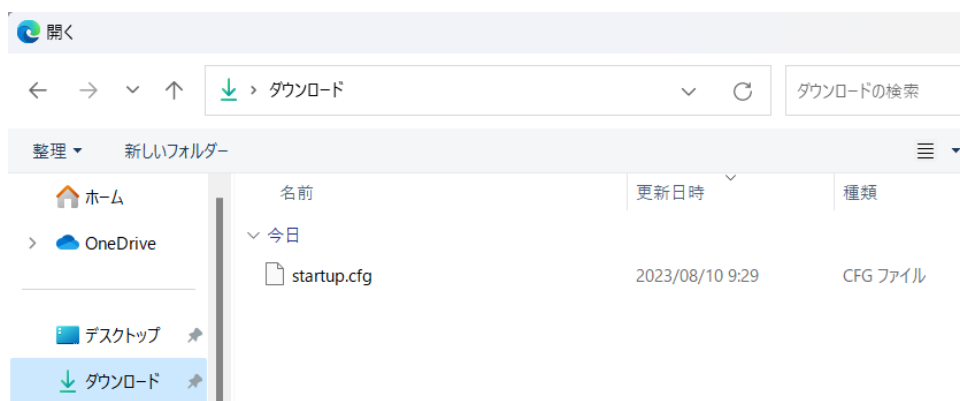 開く
ダウンロード
ダウンロードの検索
整理 新しいフォルダー
名前 更新日時 種類
ホーム
今日
OneDrive
startup.cfg 2023/08/10 9:29 CFG ファイル
デスクトップ
ダウンロード